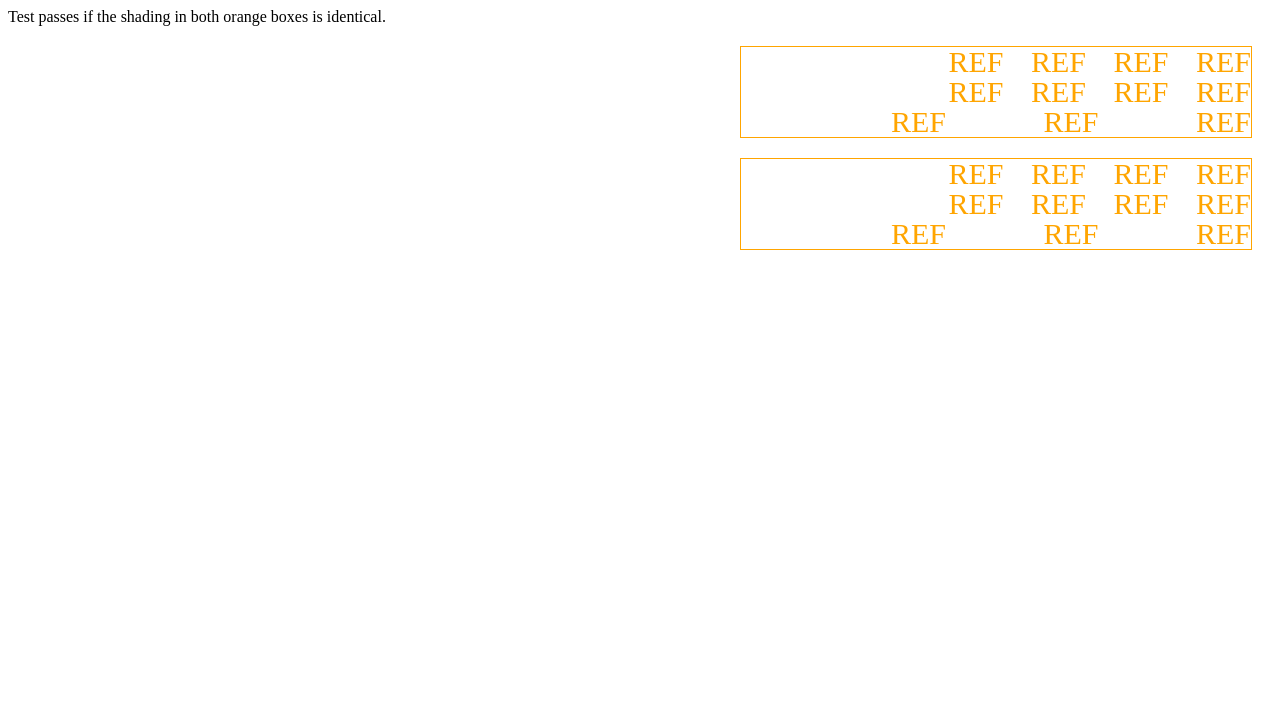 Test passes if the shading in both orange boxes is identical.
REF REF REF REF
REF REF REF REF
REF REF REF
REF REF REF REF
REF REF REF REF
REF REF REF